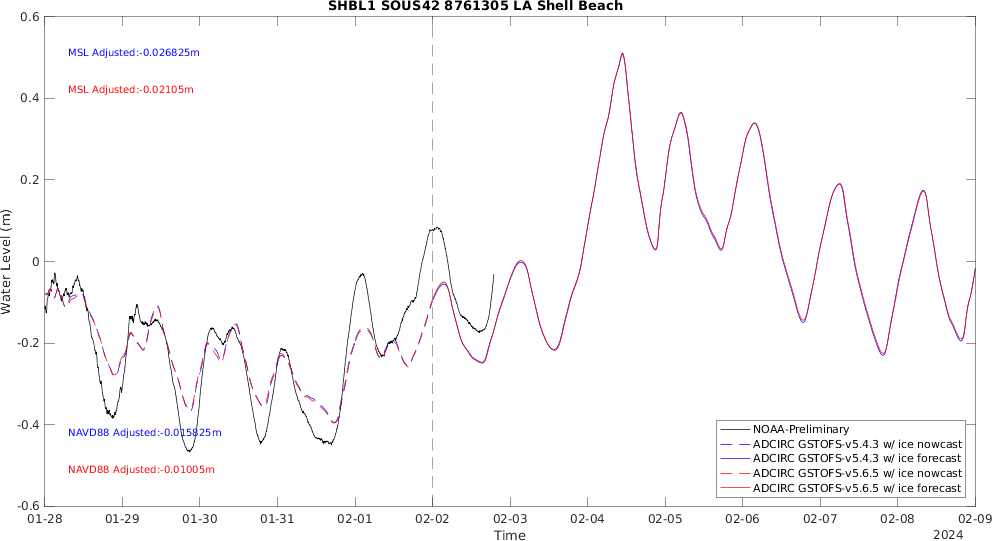 SHBL1 SOUS42 8761305 LA Shell Beach
0.6
0.4
0.2
0
-0.2
-0.4
-0.6
Water Level (m)
MSL Adjusted:-0.026825m
MSL Adjusted:-0.02105m
NAVD88 Adjusted:-0.015825m
NAVD88 Adjusted:-0.01005m
NOAA-Preliminary
ADCIRC GSTOFS-v5.4.3 w/ ice nowcast
ADCIRC GSTOFS-v5.4.3 w/ ice forecast
ADCIRC GSTOFS-v5.6.5 w/ ice nowcast
ADCIRC GSTOFS-v5.6.5 w/ ice forecast
01-28 01-29 01-30 01-31 02-01 02-02 02-03 02-04 02-05 02-06 02-07 02-08 02-09
Time
2024